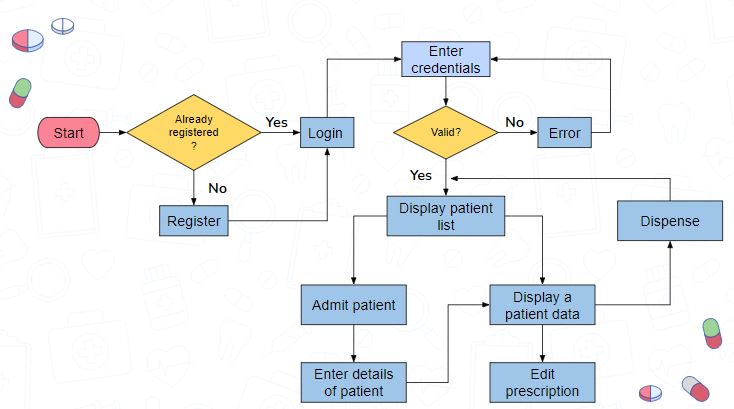 Enter
credentials
Already
registered
?
Start
Yes
Login
Valid?
No
Error
No
Yes
Register
Display patient
list
Dispense
Admit patient
Display a
patient data
Enter details
of patient
Edit
prescription